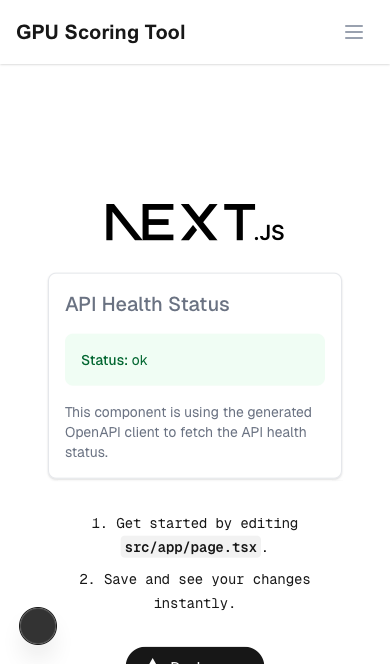 GPU Scoring Tool
NEXT.JS
API Health Status
Status: ok
This component is using the generated
OpenAPI client to fetch the API health
status.
1. Get started by editing
src/app/page.tsx.
2. Save and see your changes
instantly.